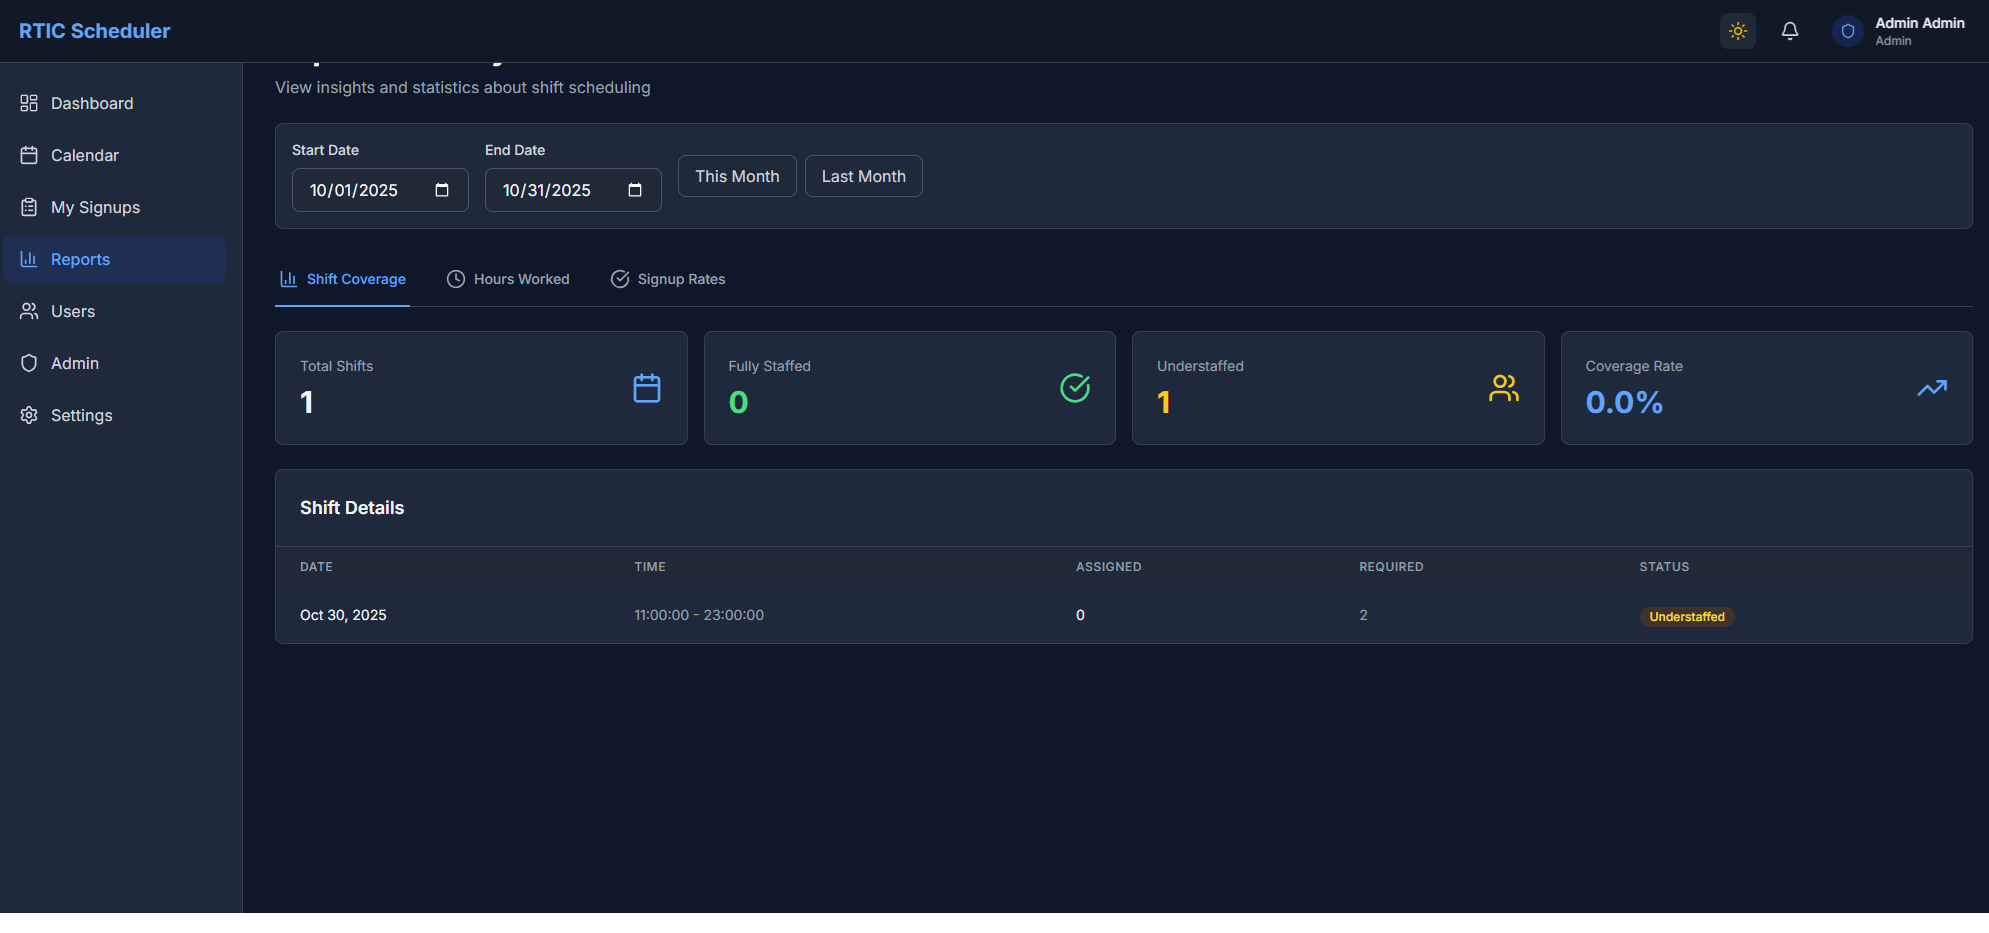 RTIC Scheduler
Admin Admin
Admin
Dashboard
Calendar
My Signups
Reports
Users
Admin
Settings
View insights and statistics about shift scheduling
Start Date
End Date
10/01/2025
10/31/2025
This Month
Last Month
Shift Coverage
Hours Worked
Signup Rates
Total Shifts
1
Fully Staffed
0
Understaffed
1
Coverage Rate
0.0%
Shift Details
DATE TIME ASSIGNED REQUIRED STATUS
Oct 30, 2025 11:00:00 - 23:00:00 0 2 Understaffed